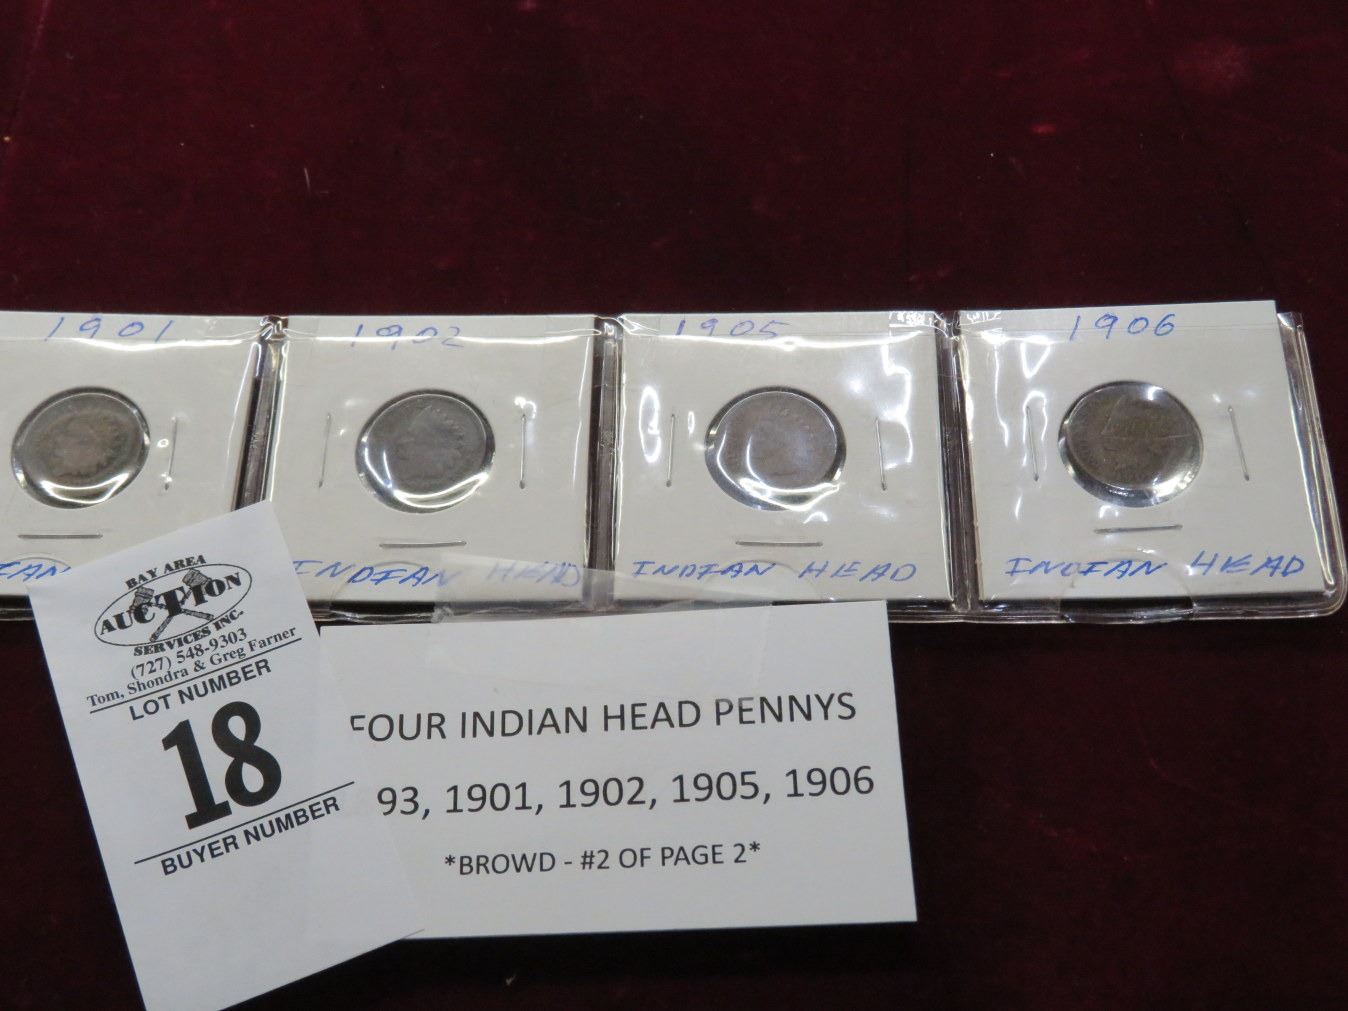 1901 1902 1905 1906
IAN INDIAN HEAD INDIAN HEAD INDIAN HEAD
BAY AREA
AUCTION
SERVICES INC.
(727) 548-9303
Tom, Shondra & Greg Farner
LOT NUMBER
18
BUYER NUMBER
FOUR INDIAN HEAD PENNYS
93, 1901, 1902, 1905, 1906
*BROWD - #2 OF PAGE 2*